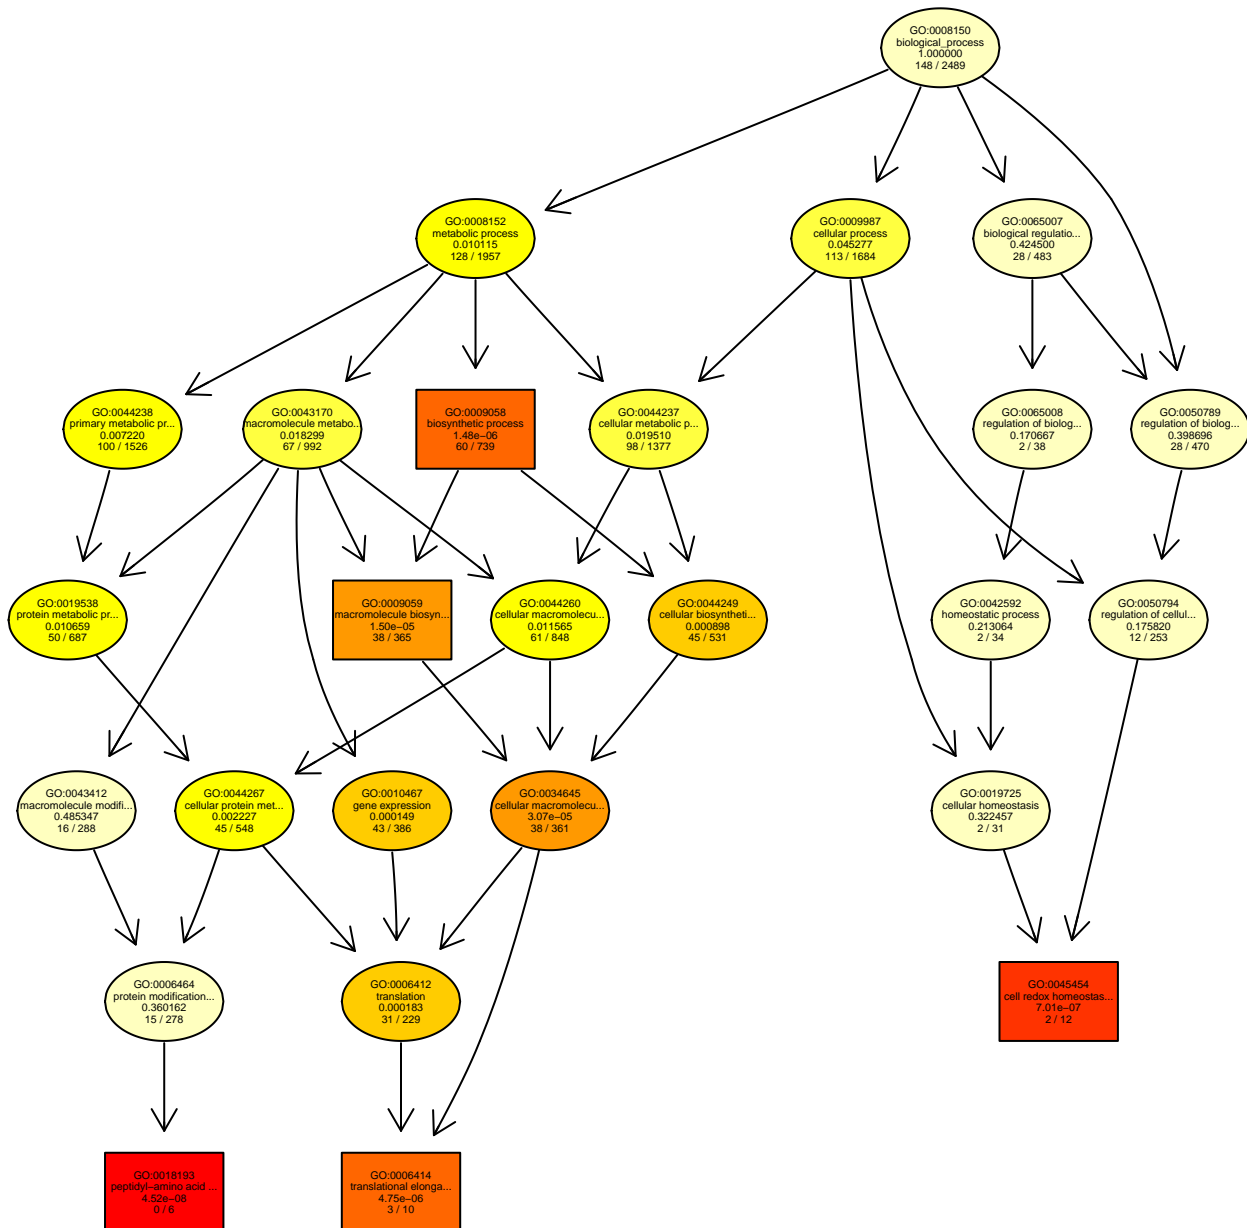 GO:0008150
biological_process
1.000000
148 / 2489
GO:0008152
metabolic process
0.010115
128 / 1957
GO:0009987
cellular process
0.045277
113 / 1684
GO:0065007
biological regulatio...
0.424500
28 / 483
GO:0044238
primary metabolic pr...
0.007220
100 / 1526
GO:0043170
macromolecule metabo...
0.018299
67 / 992
GO:0009058
biosynthetic process
1.48e−06
60 / 739
GO:0044237
cellular metabolic p...
0.019510
98 / 1377
GO:0065008
regulation of biolog...
0.170667
2 / 38
GO:0050789
regulation of biolog...
0.398696
28 / 470
GO:0019538
protein metabolic pr...
0.010659
50 / 687
GO:0009059
macromolecule biosyn...
1.50e−05
38 / 365
GO:0044260
cellular macromolecu...
0.011565
61 / 848
GO:0044249
cellular biosyntheti...
0.000898
45 / 531
GO:0042592
homeostatic process
0.213064
2 / 34
GO:0050794
regulation of cellul...
0.175820
12 / 253
GO:0043412
macromolecule modifi...
0.485347
16 / 288
GO:0044267
cellular protein met...
0.002227
45 / 548
GO:0010467
gene expression
0.000149
43 / 386
GO:0034645
cellular macromolecu...
3.07e−05
38 / 361
GO:0019725
cellular homeostasis
0.322457
2 / 31
GO:0006464
protein modification...
0.360162
15 / 278
GO:0006412
translation
0.000183
31 / 229
GO:0045454
cell redox homeostas...
7.01e−07
2 / 12
GO:0018193
peptidyl−amino acid ...
4.52e−08
0 / 6
GO:0006414
translational elonga...
4.75e−06
3 / 10